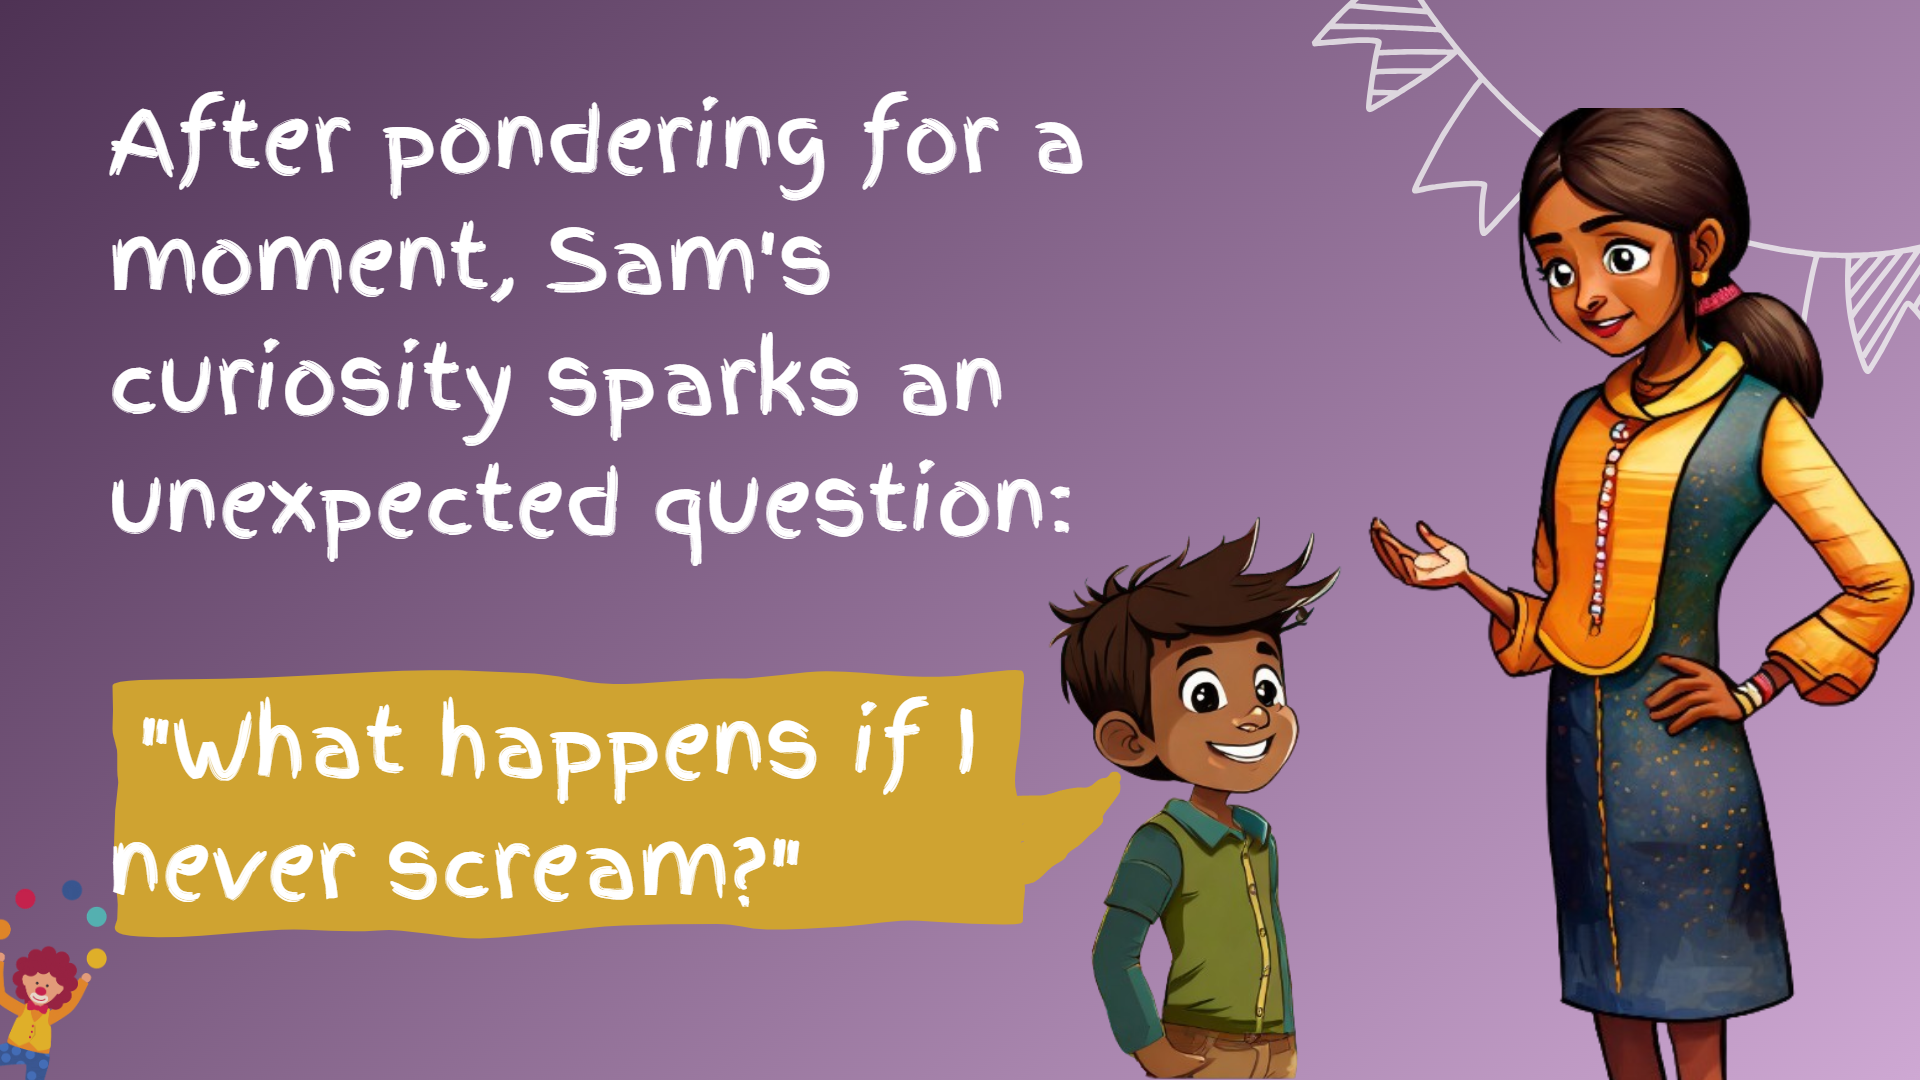 After pondering for a
moment, Sam's
curiosity sparks an
unexpected question:
"What happens if I
never scream?"